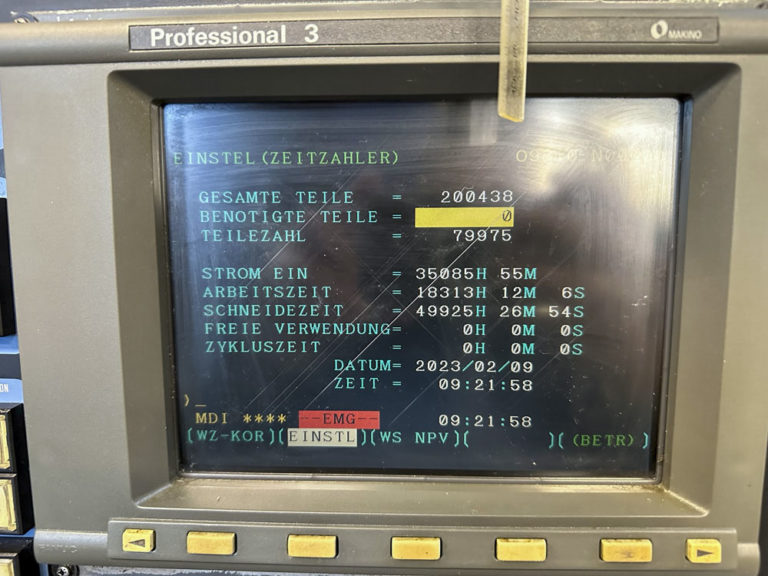 Professional 3
MAKINO
EINSTEL(ZEITZAHLER)
GESAMTE TEILE = 200438
BENOTIGTE TEILE = 0
TEILEZAHL = 79975
STROM EIN = 35085H 55M
ARBEITSZEIT = 18313H 12M 6S
SCHNEIDEZEIT = 49925H 26M 54S
FREIE VERWENDUNG= 0H 0M 0S
ZYKLUSZEIT = 0H 0M 0S
DATUM= 2023/02/09
ZEIT = 09:21:58
)_
MDI **** --EMG-- 09:21:58
(WZ-KOR)(EINSTL)(WS NPV)( )((BETR))